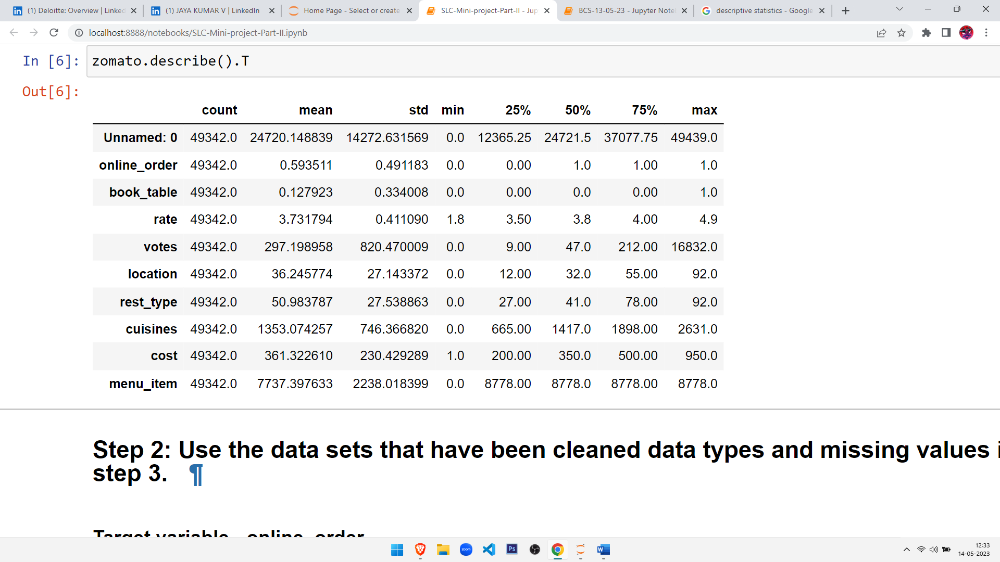 (1) Deloitte: Overview | Linked
(1) JAYA KUMAR V | LinkedIn
Home Page - Select or create
SLC-Mini-project-Part-II - Jup
BCS-13-05-23 - Jupyter Note
descriptive statistics - Google
localhost:8888/notebooks/SLC-Mini-project-Part-II.ipynb
In [6]: zomato.describe().T
Out[6]:
count mean std min 25% 50% 75% max
Unnamed: 0 49342.0 24720.148839 14272.631569 0.0 12365.25 24721.5 37077.75 49439.0
online_order 49342.0 0.593511 0.491183 0.0 0.00 1.0 1.00 1.0
book_table 49342.0 0.127923 0.334008 0.0 0.00 0.0 0.00 1.0
rate 49342.0 3.731794 0.411090 1.8 3.50 3.8 4.00 4.9
votes 49342.0 297.198958 820.470009 0.0 9.00 47.0 212.00 16832.0
location 49342.0 36.245774 27.143372 0.0 12.00 32.0 55.00 92.0
rest_type 49342.0 50.983787 27.538863 0.0 27.00 41.0 78.00 92.0
cuisines 49342.0 1353.074257 746.366820 0.0 665.00 1417.0 1898.00 2631.0
cost 49342.0 361.322610 230.429289 1.0 200.00 350.0 500.00 950.0
menu_item 49342.0 7737.397633 2238.018399 0.0 8778.00 8778.0 8778.00 8778.0
Step 2: Use the data sets that have been cleaned data types and missing values i
step 3. ¶
Target variable - online_order
zoom
Ps
W
12:33
14-05-2023